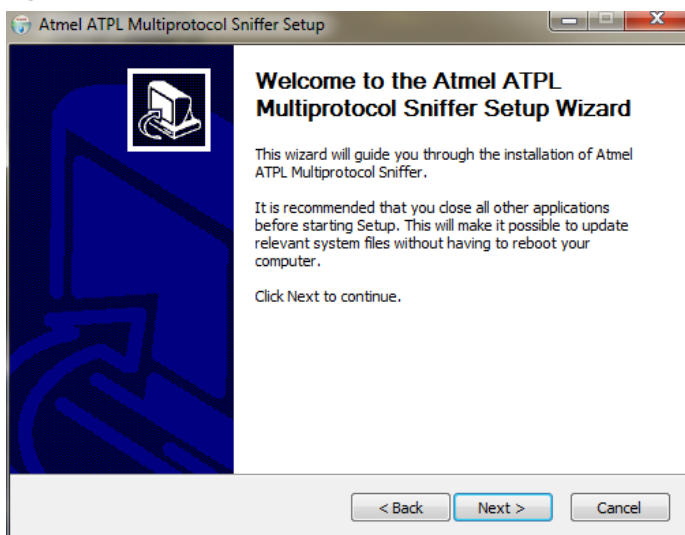 Atmel ATPL Multiprotocol Sniffer Setup
Welcome to the Atmel ATPL
Multiprotocol Sniffer Setup Wizard
This wizard will guide you through the installation of Atmel
ATPL Multiprotocol Sniffer.
It is recommended that you close all other applications
before starting Setup. This will make it possible to update
relevant system files without having to reboot your
computer.
Click Next to continue.
< Back Next > Cancel